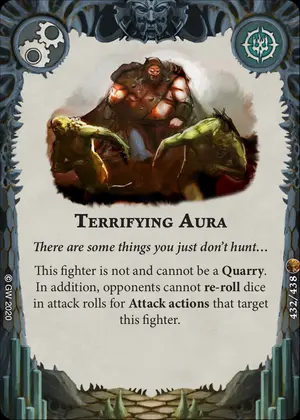 Terrifying Aura
There are some things you just don't hunt...
This fighter is not and cannot be a Quarry.
In addition, opponents cannot re-roll dice
in attack rolls for Attack actions that target
this fighter.
© GW 2020
432/438